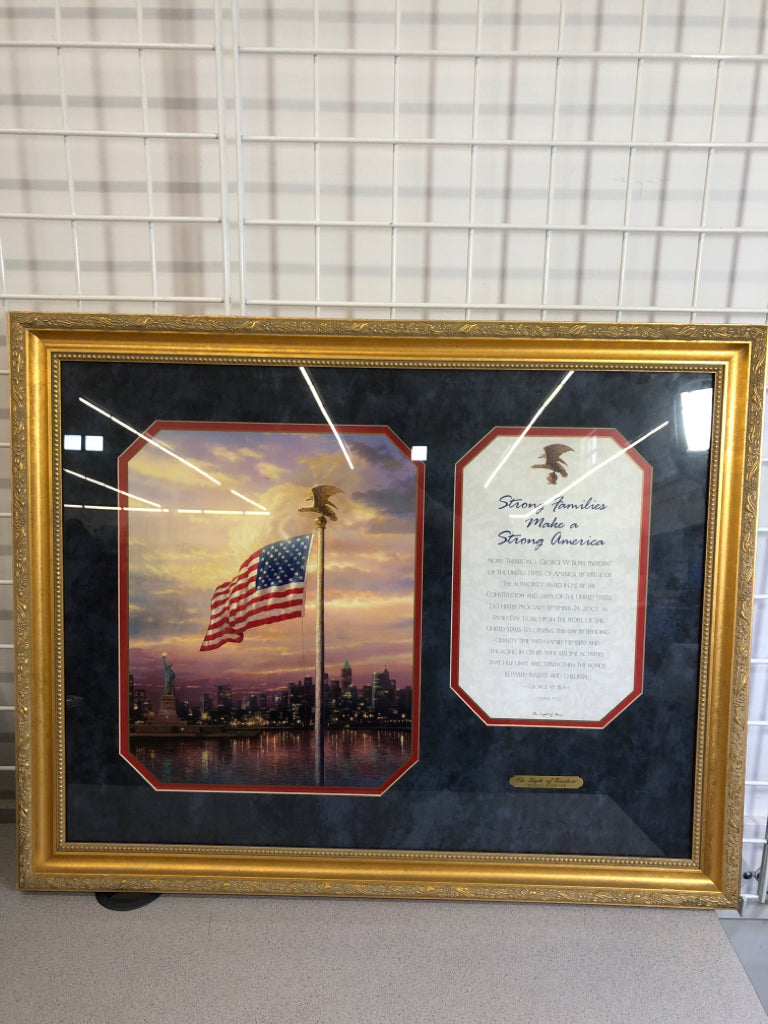 Strong Families
Make a
Strong America
NOW, THEREFORE, I, GEORGE W. BUSH, PRESIDENT
OF THE UNITED STATES OF AMERICA, BY VIRTUE OF
THE AUTHORITY VESTED IN ME BY THE
CONSTITUTION AND LAWS OF THE UNITED STATES,
DO HEREBY PROCLAIM SEPTEMBER 24, 2001, AS
FAMILY DAY. I CALL UPON THE PEOPLE OF THE
UNITED STATES TO OBSERVE THIS DAY BY SPENDING
QUALITY TIME WITH FAMILY MEMBERS AND
ENGAGING IN OTHER WHOLESOME ACTIVITIES
THAT HELP UNITE AND STRENGTHEN THE BONDS
BETWEEN PARENTS AND CHILDREN.
—GEORGE W. BUSH
The Light of Freedom